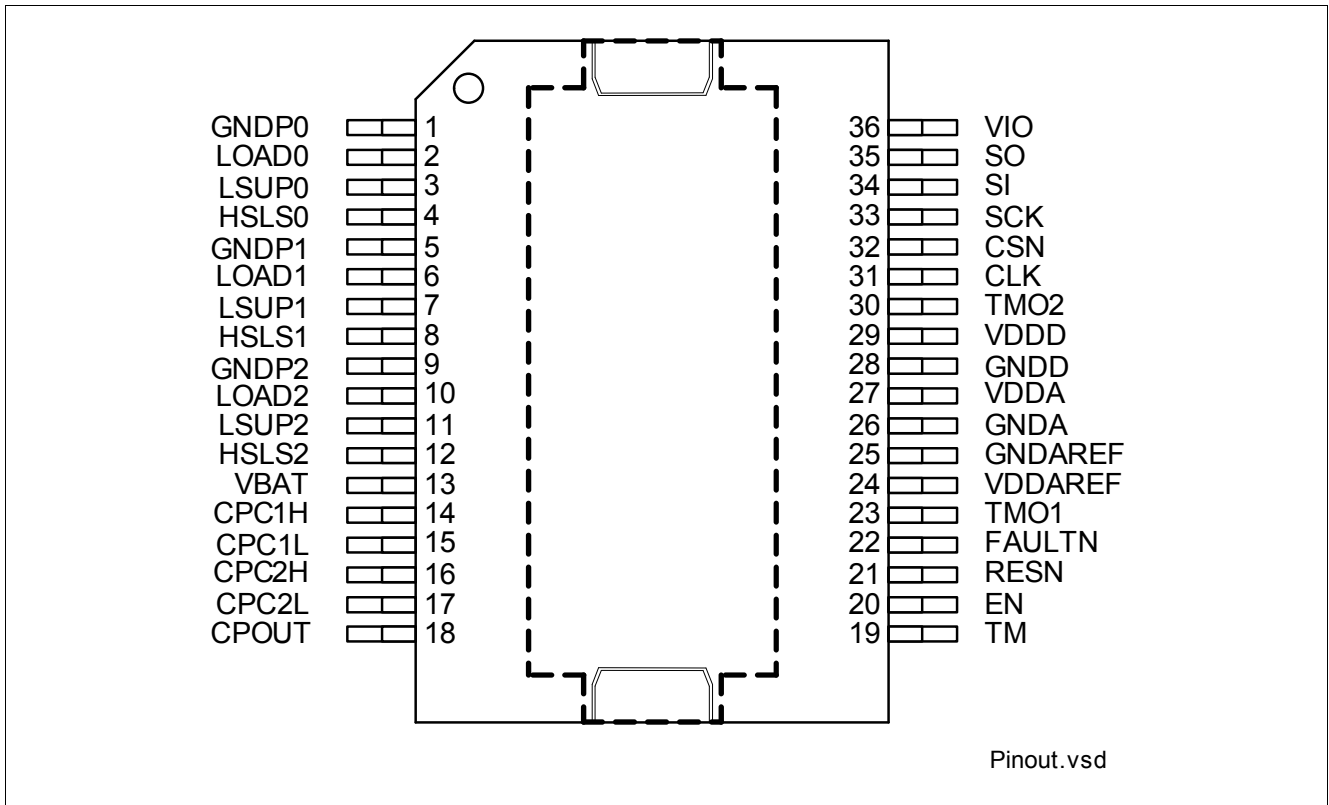 GNDP0 1 36 VIO
LOAD0 2 35 SO
LSUP0 3 34 SI
HSLS0 4 33 SCK
GNDP1 5 32 CSN
LOAD1 6 31 CLK
LSUP1 7 30 TMO2
HSLS1 8 29 VDDD
GNDP2 9 28 GNDD
LOAD2 10 27 VDDA
LSUP2 11 26 GNDA
HSLS2 12 25 GNDAREF
VBAT 13 24 VDDAREF
CPC1H 14 23 TMO1
CPC1L 15 22 FAULTN
CPC2H 16 21 RESN
CPC2L 17 20 EN
CPOUT 18 19 TM
Pinout.vsd